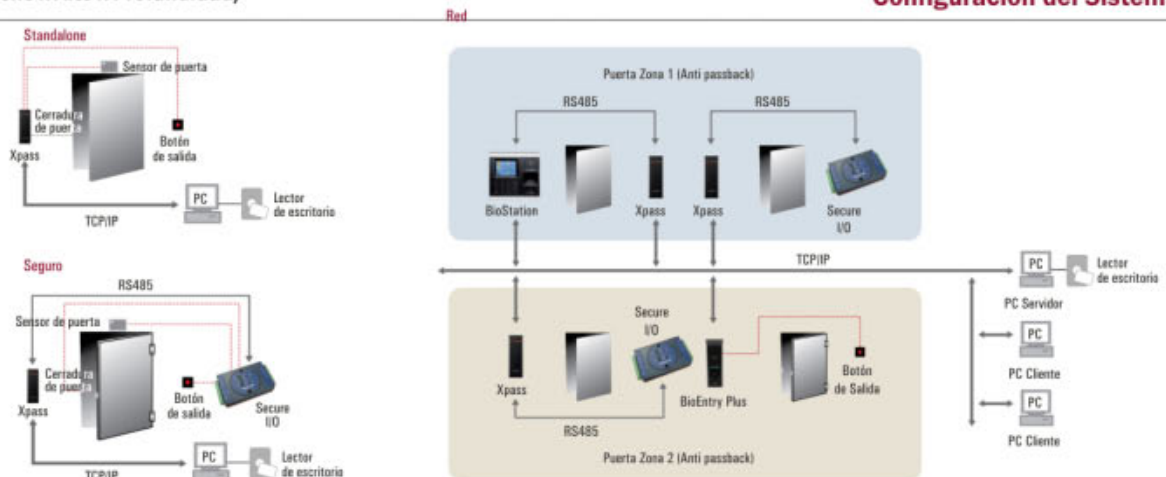 Configuración del Sistem
Standalone
Sensor de puerta
Cerradura
de puerta
Xpass
Botón
de salida
PC
Lector
de escritorio
TCP/IP
Seguro
RS485
Sensor de puerta
Cerradura
de puerta
Xpass
Botón
de salida
Secure
I/O
PC
Lector
de escritorio
TCP/IP
Red
Puerta Zona 1 (Anti passback)
RS485
RS485
BioStation
Xpass
Xpass
Secure
I/O
TCP/IP
Secure
I/O
Xpass
BioEntry Plus
Botón
de Salida
RS485
Puerta Zona 2 (Anti passback)
PC
Lector
de escritorio
PC Servidor
PC
PC Cliente
PC
PC Cliente